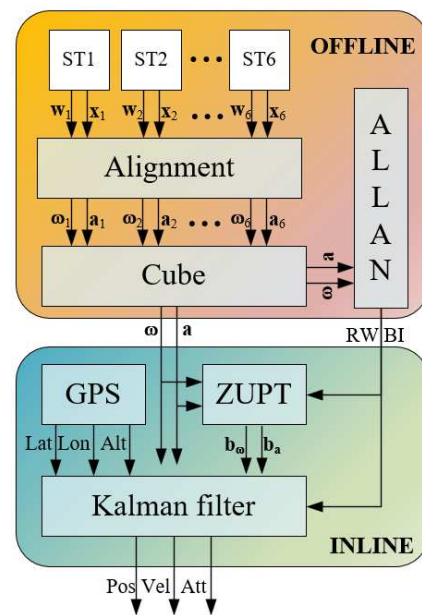 OFFLINE
ST1 ST2 ••• ST6
w1 x1 w2 x2 ••• w6 x6
Alignment
ω1 a1 ω2 a2 ••• ω6 a6
Cube
a
ω
ALLAN
ω a
RW BI
GPS ZUPT
Lat Lon Alt
bω ba
Kalman filter
INLINE
Pos Vel Att